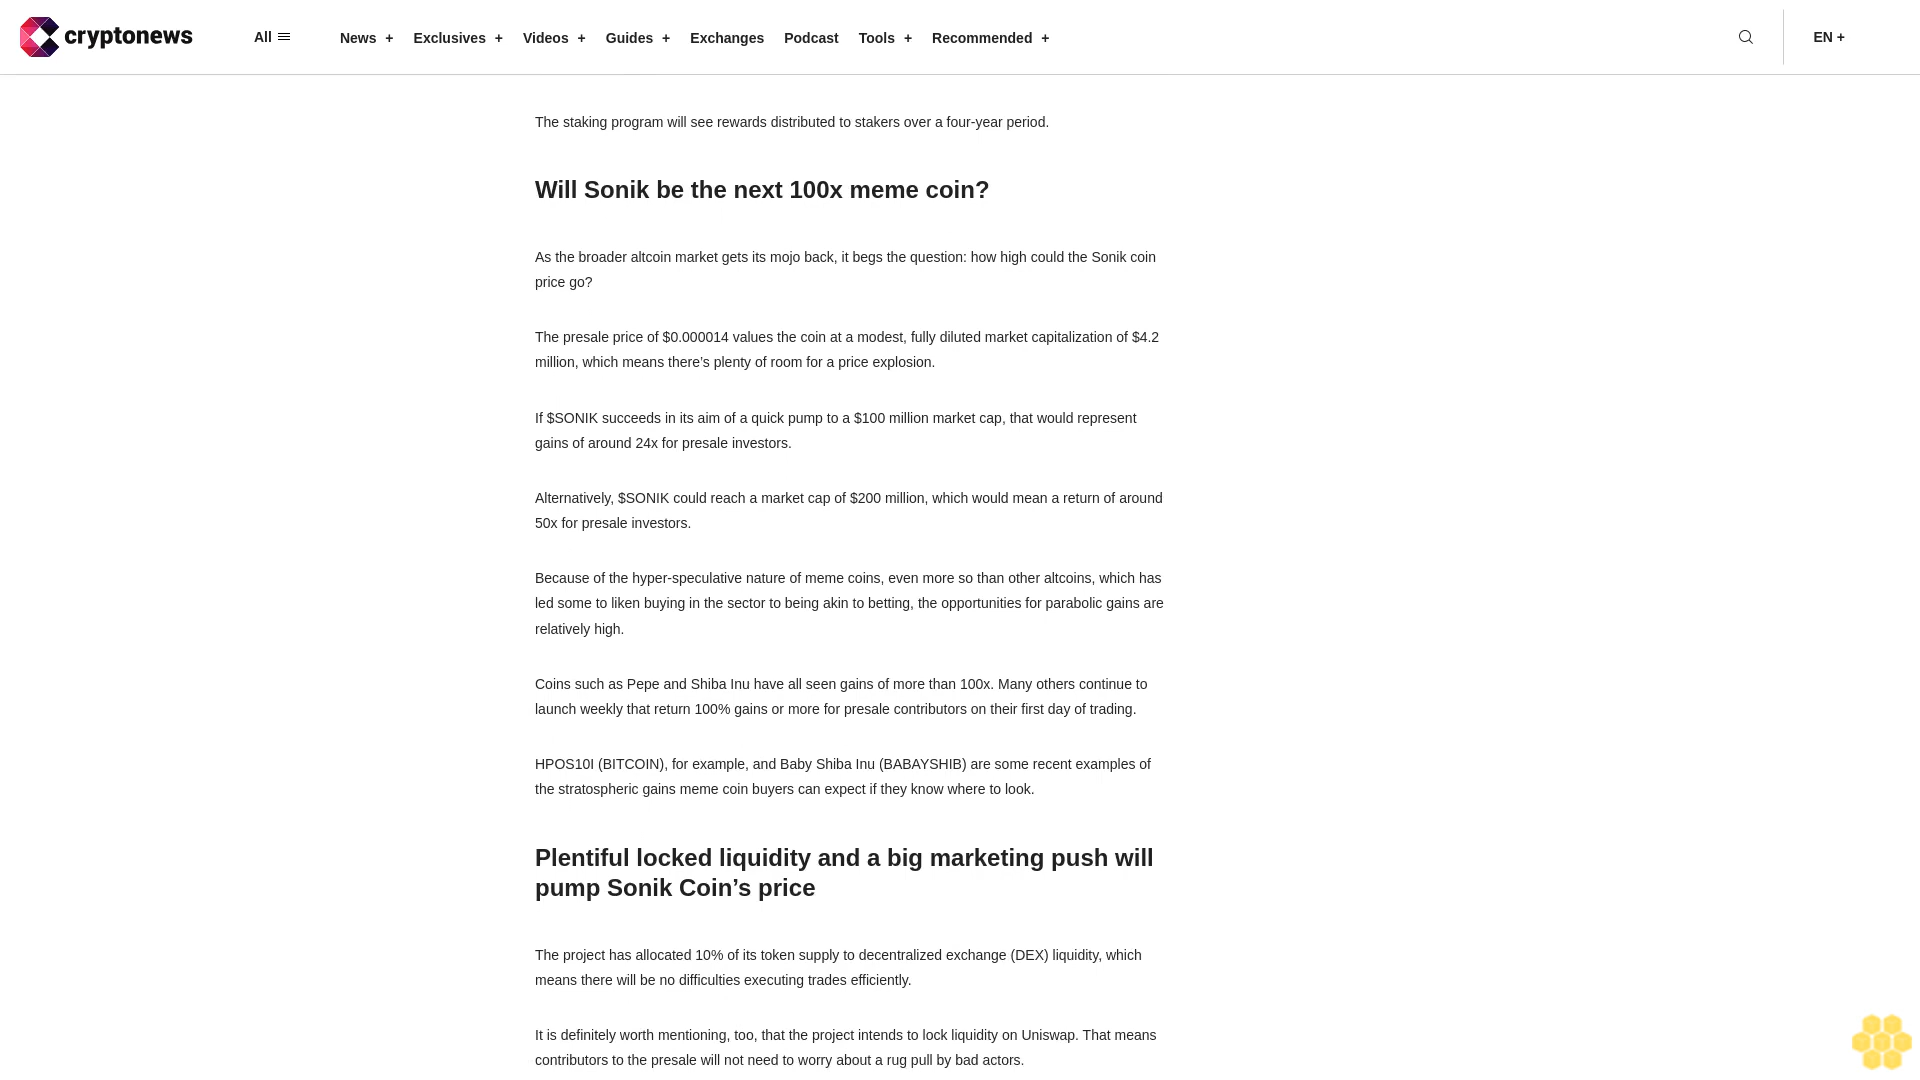 cryptonews
All
News +
Exclusives +
Videos +
Guides +
Exchanges
Podcast
Tools +
Recommended +
EN +
The staking program will see rewards distributed to stakers over a four-year period.
Will Sonik be the next 100x meme coin?
As the broader altcoin market gets its mojo back, it begs the question: how high could the Sonik coin
price go?
The presale price of $0.000014 values the coin at a modest, fully diluted market capitalization of $4.2
million, which means there’s plenty of room for a price explosion.
If $SONIK succeeds in its aim of a quick pump to a $100 million market cap, that would represent
gains of around 24x for presale investors.
Alternatively, $SONIK could reach a market cap of $200 million, which would mean a return of around
50x for presale investors.
Because of the hyper-speculative nature of meme coins, even more so than other altcoins, which has
led some to liken buying in the sector to being akin to betting, the opportunities for parabolic gains are
relatively high.
Coins such as Pepe and Shiba Inu have all seen gains of more than 100x. Many others continue to
launch weekly that return 100% gains or more for presale contributors on their first day of trading.
HPOS10I (BITCOIN), for example, and Baby Shiba Inu (BABAYSHIB) are some recent examples of
the stratospheric gains meme coin buyers can expect if they know where to look.
Plentiful locked liquidity and a big marketing push will
pump Sonik Coin’s price
The project has allocated 10% of its token supply to decentralized exchange (DEX) liquidity, which
means there will be no difficulties executing trades efficiently.
It is definitely worth mentioning, too, that the project intends to lock liquidity on Uniswap. That means
contributors to the presale will not need to worry about a rug pull by bad actors.